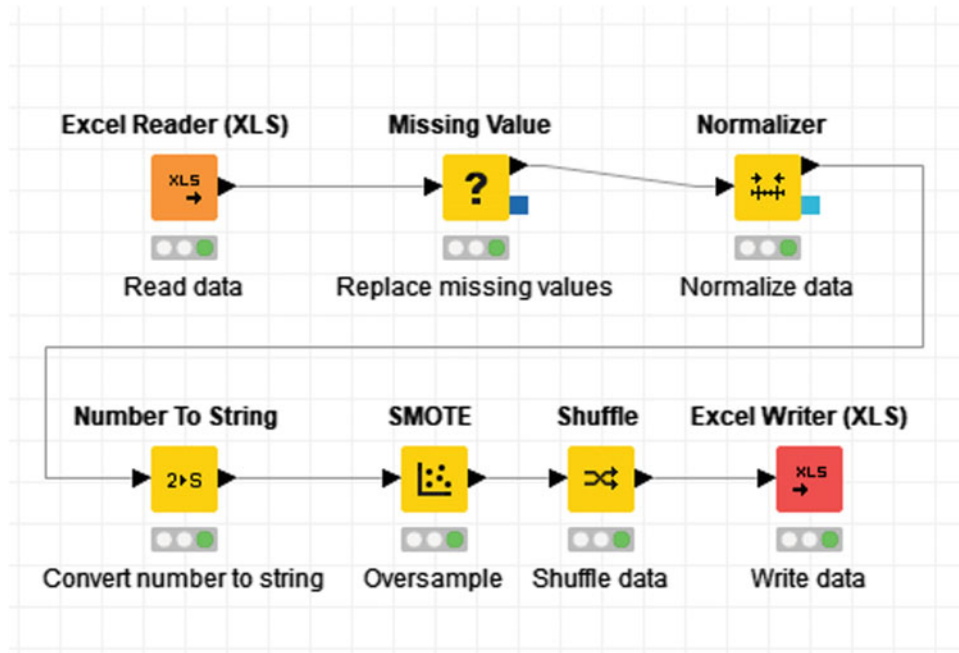 Excel Reader (XLS)
Missing Value
Normalizer
XLS
?
Read data
Replace missing values
Normalize data
Number To String
SMOTE
Shuffle
Excel Writer (XLS)
2▸S
XLS
Convert number to string
Oversample
Shuffle data
Write data